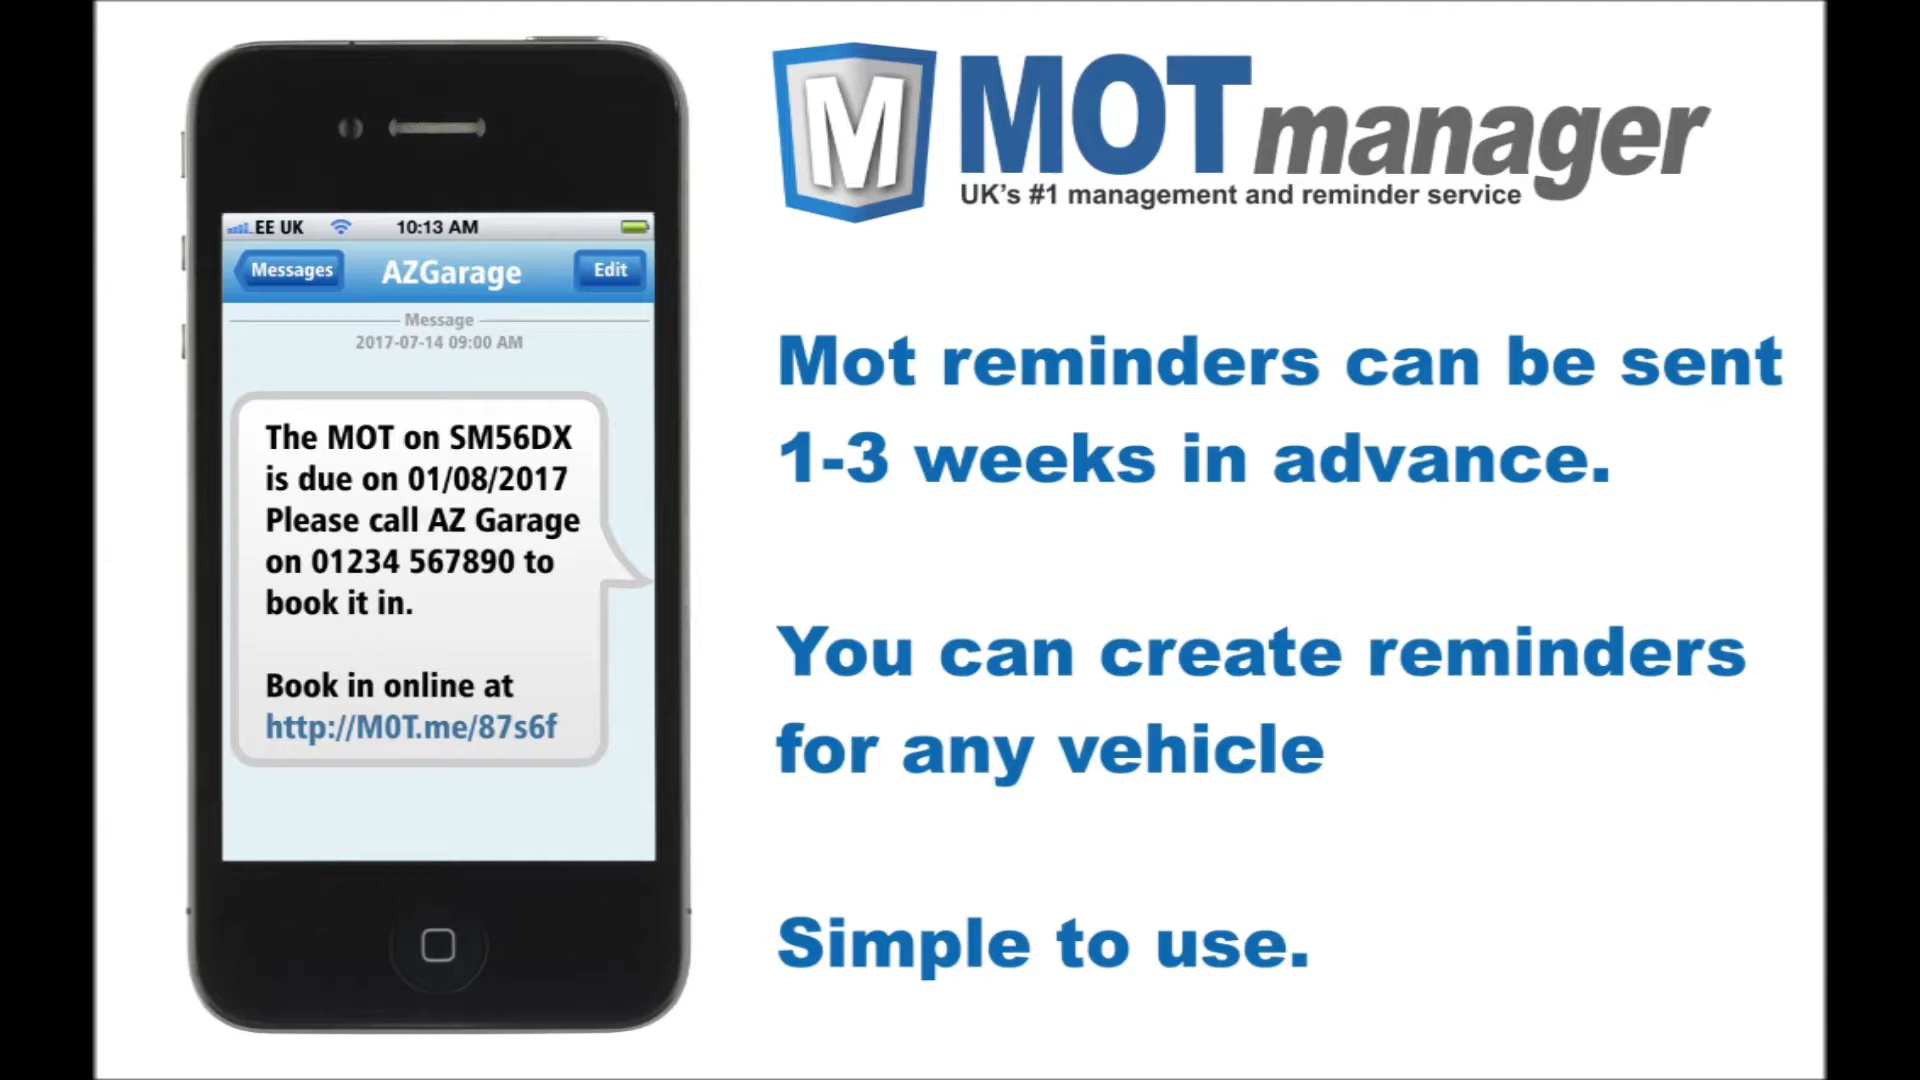 EE UK 10:13 AM
Messages AZGarage Edit
Message
2017-07-14 09:00 AM
The MOT on SM56DX
is due on 01/08/2017
Please call AZ Garage
on 01234 567890 to
book it in.
Book in online at
http://M0T.me/87s6f
M MOTmanager
UK's #1 management and reminder service
Mot reminders can be sent
1-3 weeks in advance.
You can create reminders
for any vehicle
Simple to use.